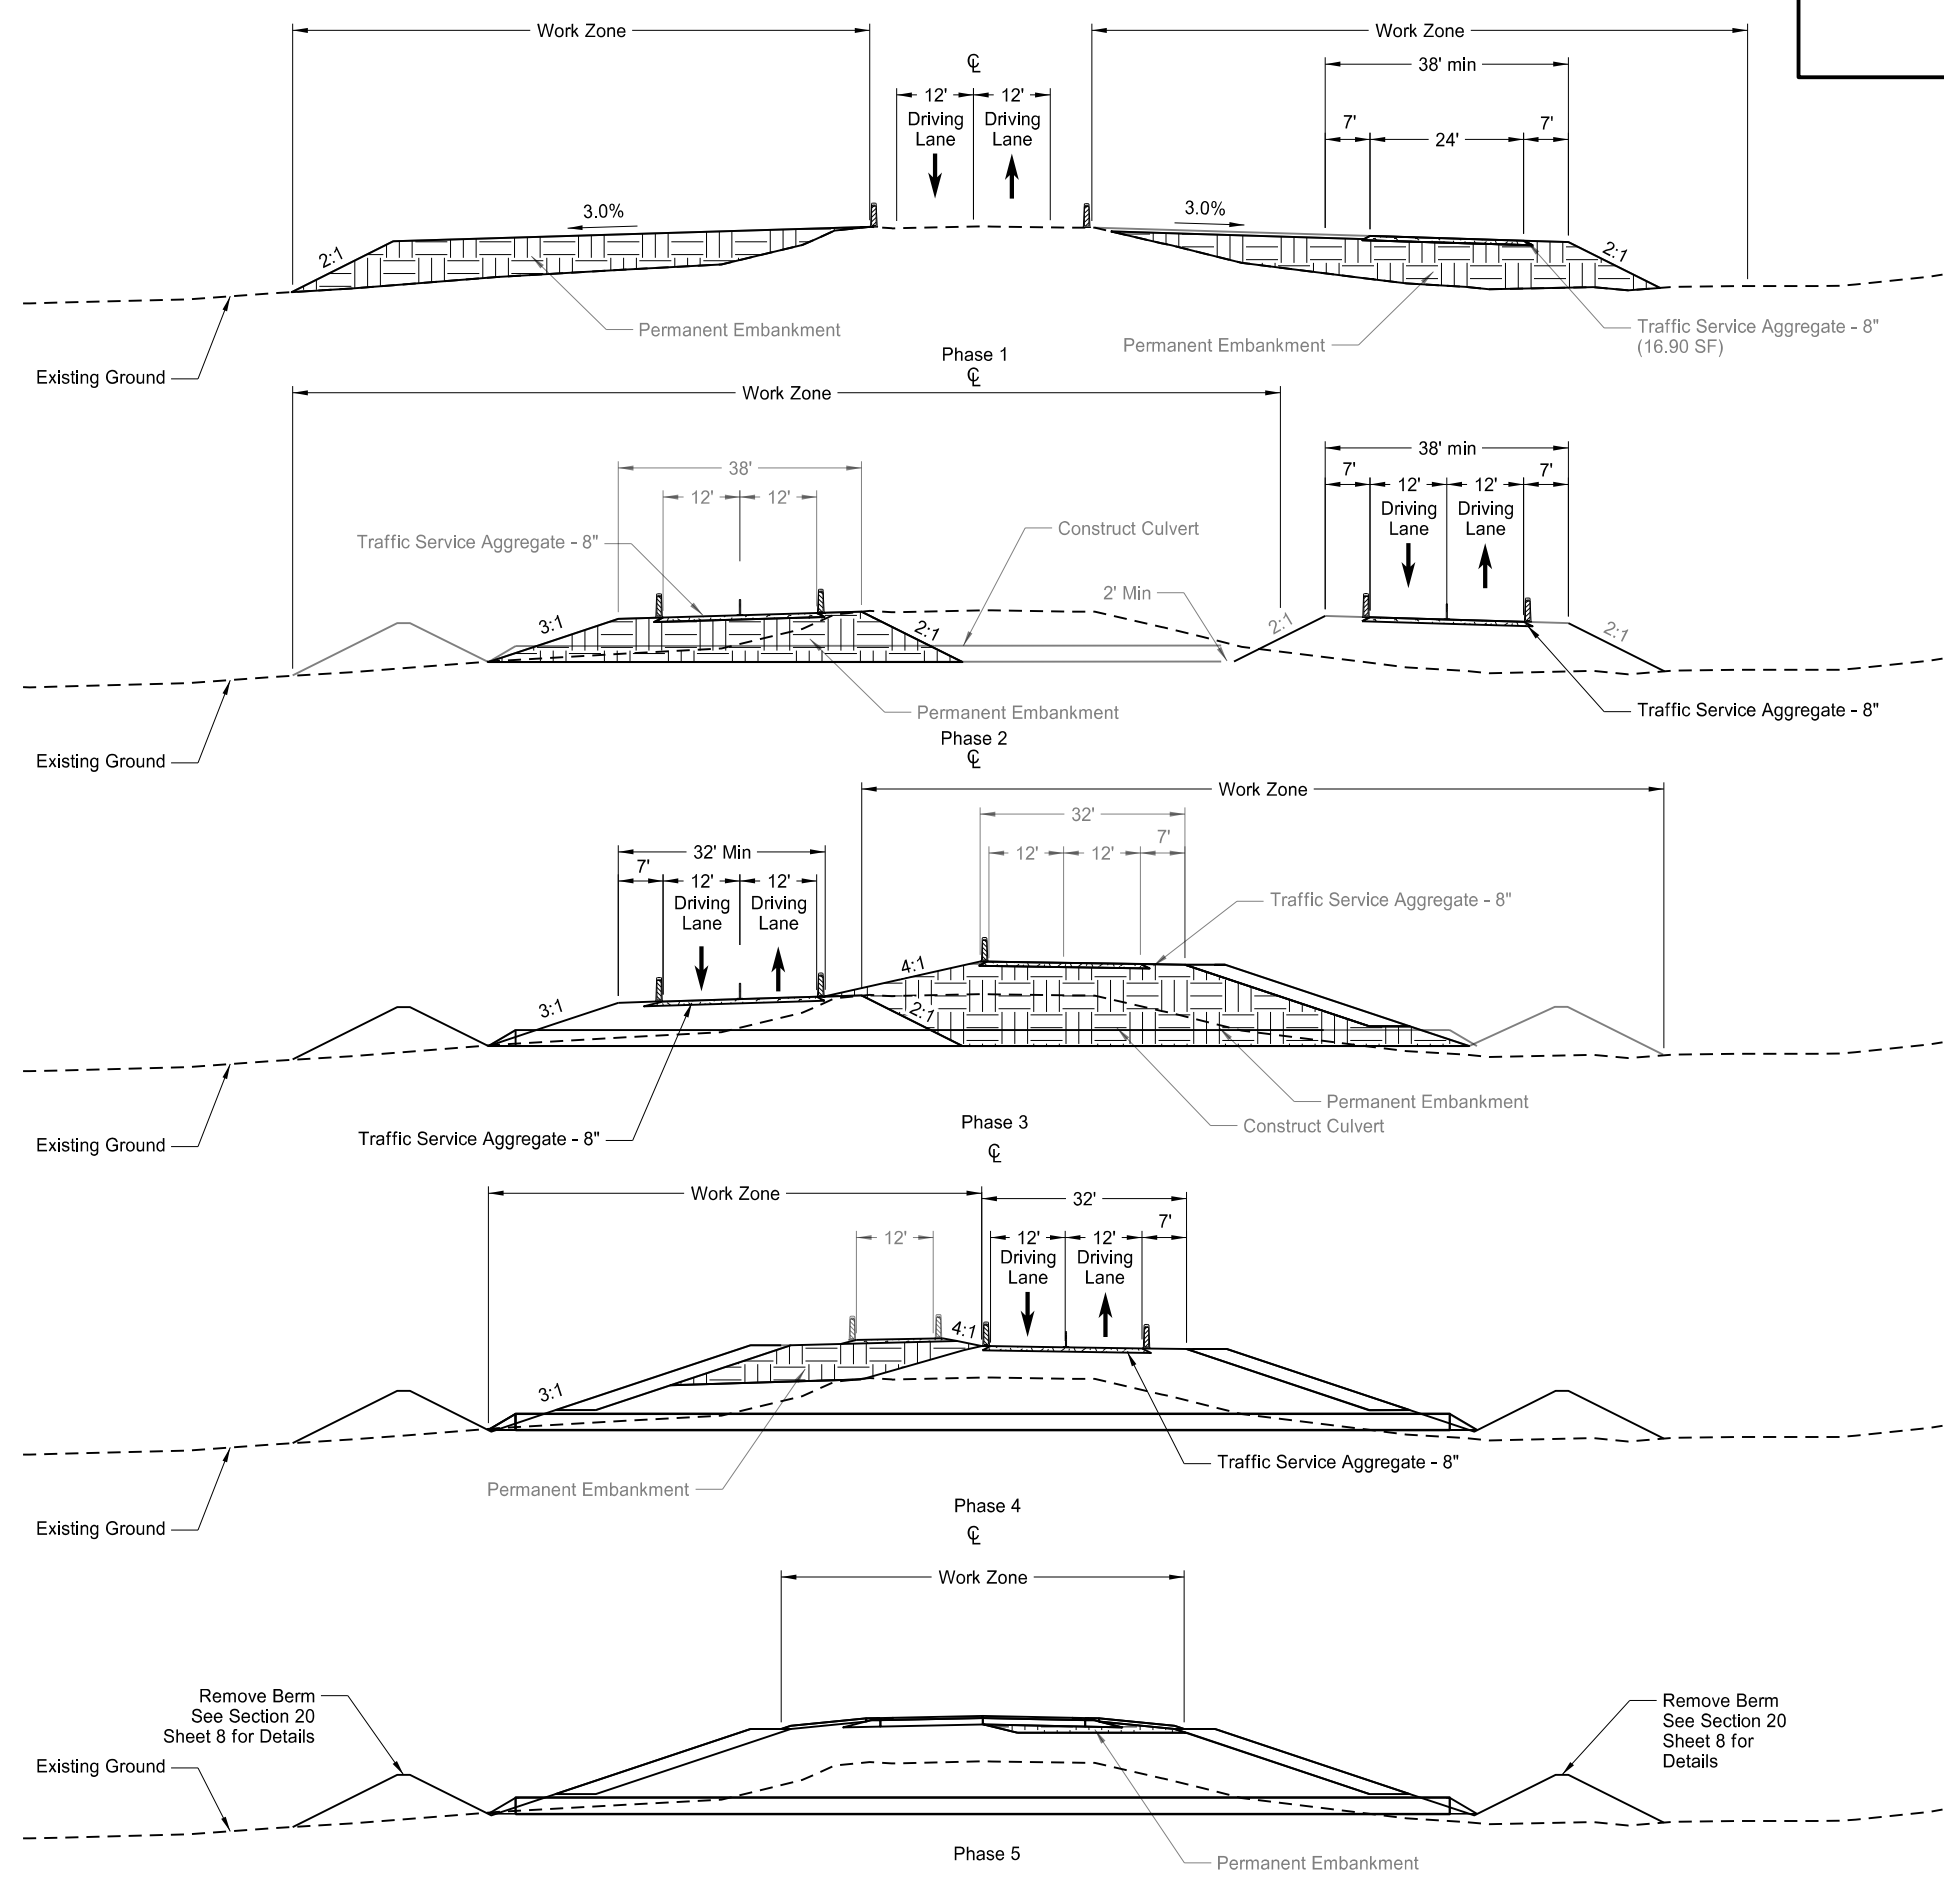 Work Zone
Work Zone
38' min
℄
12'
12'
Driving
Lane
Driving
Lane
7'
24'
7'
3.0%
3.0%
2:1
2:1
Permanent Embankment
Permanent Embankment
Traffic Service Aggregate - 8"
(16.90 SF)
Existing Ground
Phase 1
℄
Work Zone
38'
12'
12'
38' min
7'
12'
12'
7'
Driving
Lane
Driving
Lane
Traffic Service Aggregate - 8"
Construct Culvert
2' Min
3:1
2:1
2:1
2:1
Permanent Embankment
Traffic Service Aggregate - 8"
Existing Ground
Phase 2
℄
Work Zone
32'
7'
12'
12'
32' Min
7'
12'
12'
Driving
Lane
Driving
Lane
Traffic Service Aggregate - 8"
4:1
3:1
2:1
Permanent Embankment
Construct Culvert
Traffic Service Aggregate - 8"
Existing Ground
Phase 3
℄
Work Zone
32'
7'
12'
12'
12'
Driving
Lane
Driving
Lane
4:1
3:1
Traffic Service Aggregate - 8"
Permanent Embankment
Existing Ground
Phase 4
℄
Work Zone
Remove Berm
See Section 20
Sheet 8 for Details
Remove Berm
See Section 20
Sheet 8 for
Details
Existing Ground
Phase 5
Permanent Embankment